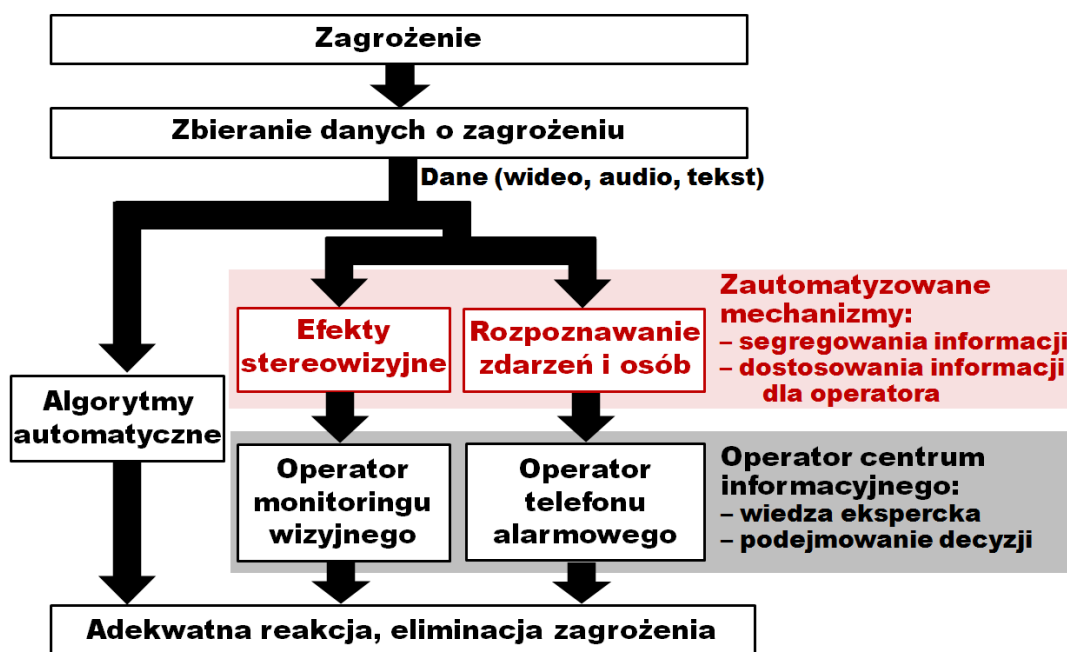 Zagrożenie
Zbieranie danych o zagrożeniu
Dane (wideo, audio, tekst)
Efekty
stereowizyjne
Rozpoznawanie
zdarzeń i osób
Zautomatyzowane
mechanizmy:
– segregowania informacji
– dostosowania informacji
dla operatora
Algorytmy
automatyczne
Operator
monitoringu
wizyjnego
Operator
telefonu
alarmowego
Operator centrum
informacyjnego:
– wiedza ekspercka
– podejmowanie decyzji
Adekwatna reakcja, eliminacja zagrożenia